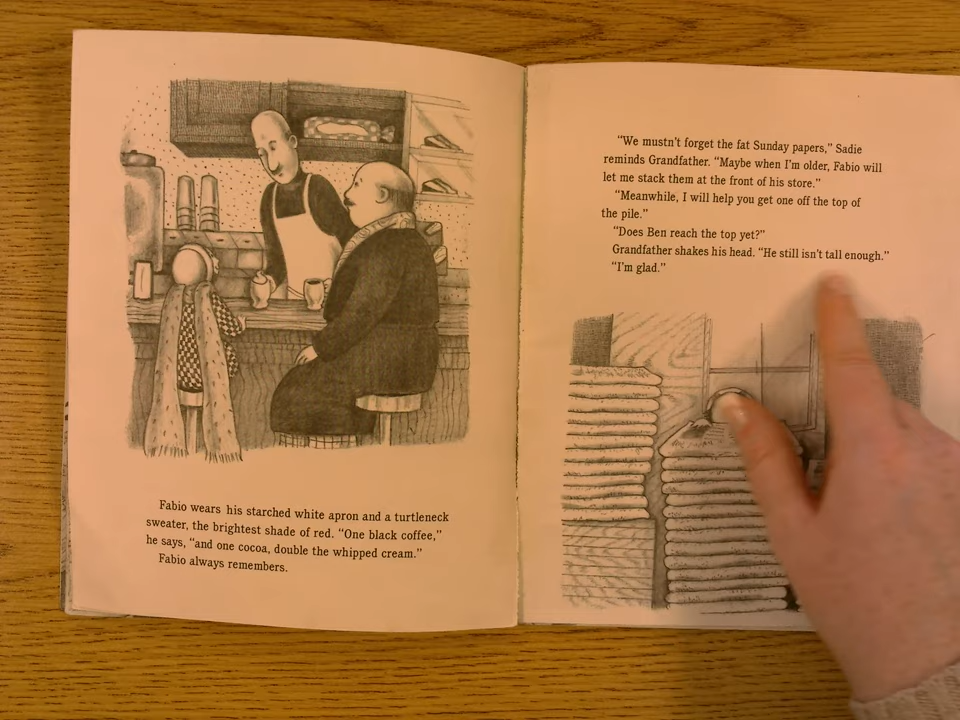 Fabio wears his starched white apron and a turtleneck
sweater, the brightest shade of red. “One black coffee,”
he says, “and one cocoa, double the whipped cream.”
Fabio always remembers.
“We mustn't forget the fat Sunday papers,” Sadie
reminds Grandfather. “Maybe when I'm older, Fabio will
let me stack them at the front of his store.”
“Meanwhile, I will help you get one off the top of
the pile.”
“Does Ben reach the top yet?”
Grandfather shakes his head. “He still isn't tall enough.”
“I'm glad.”